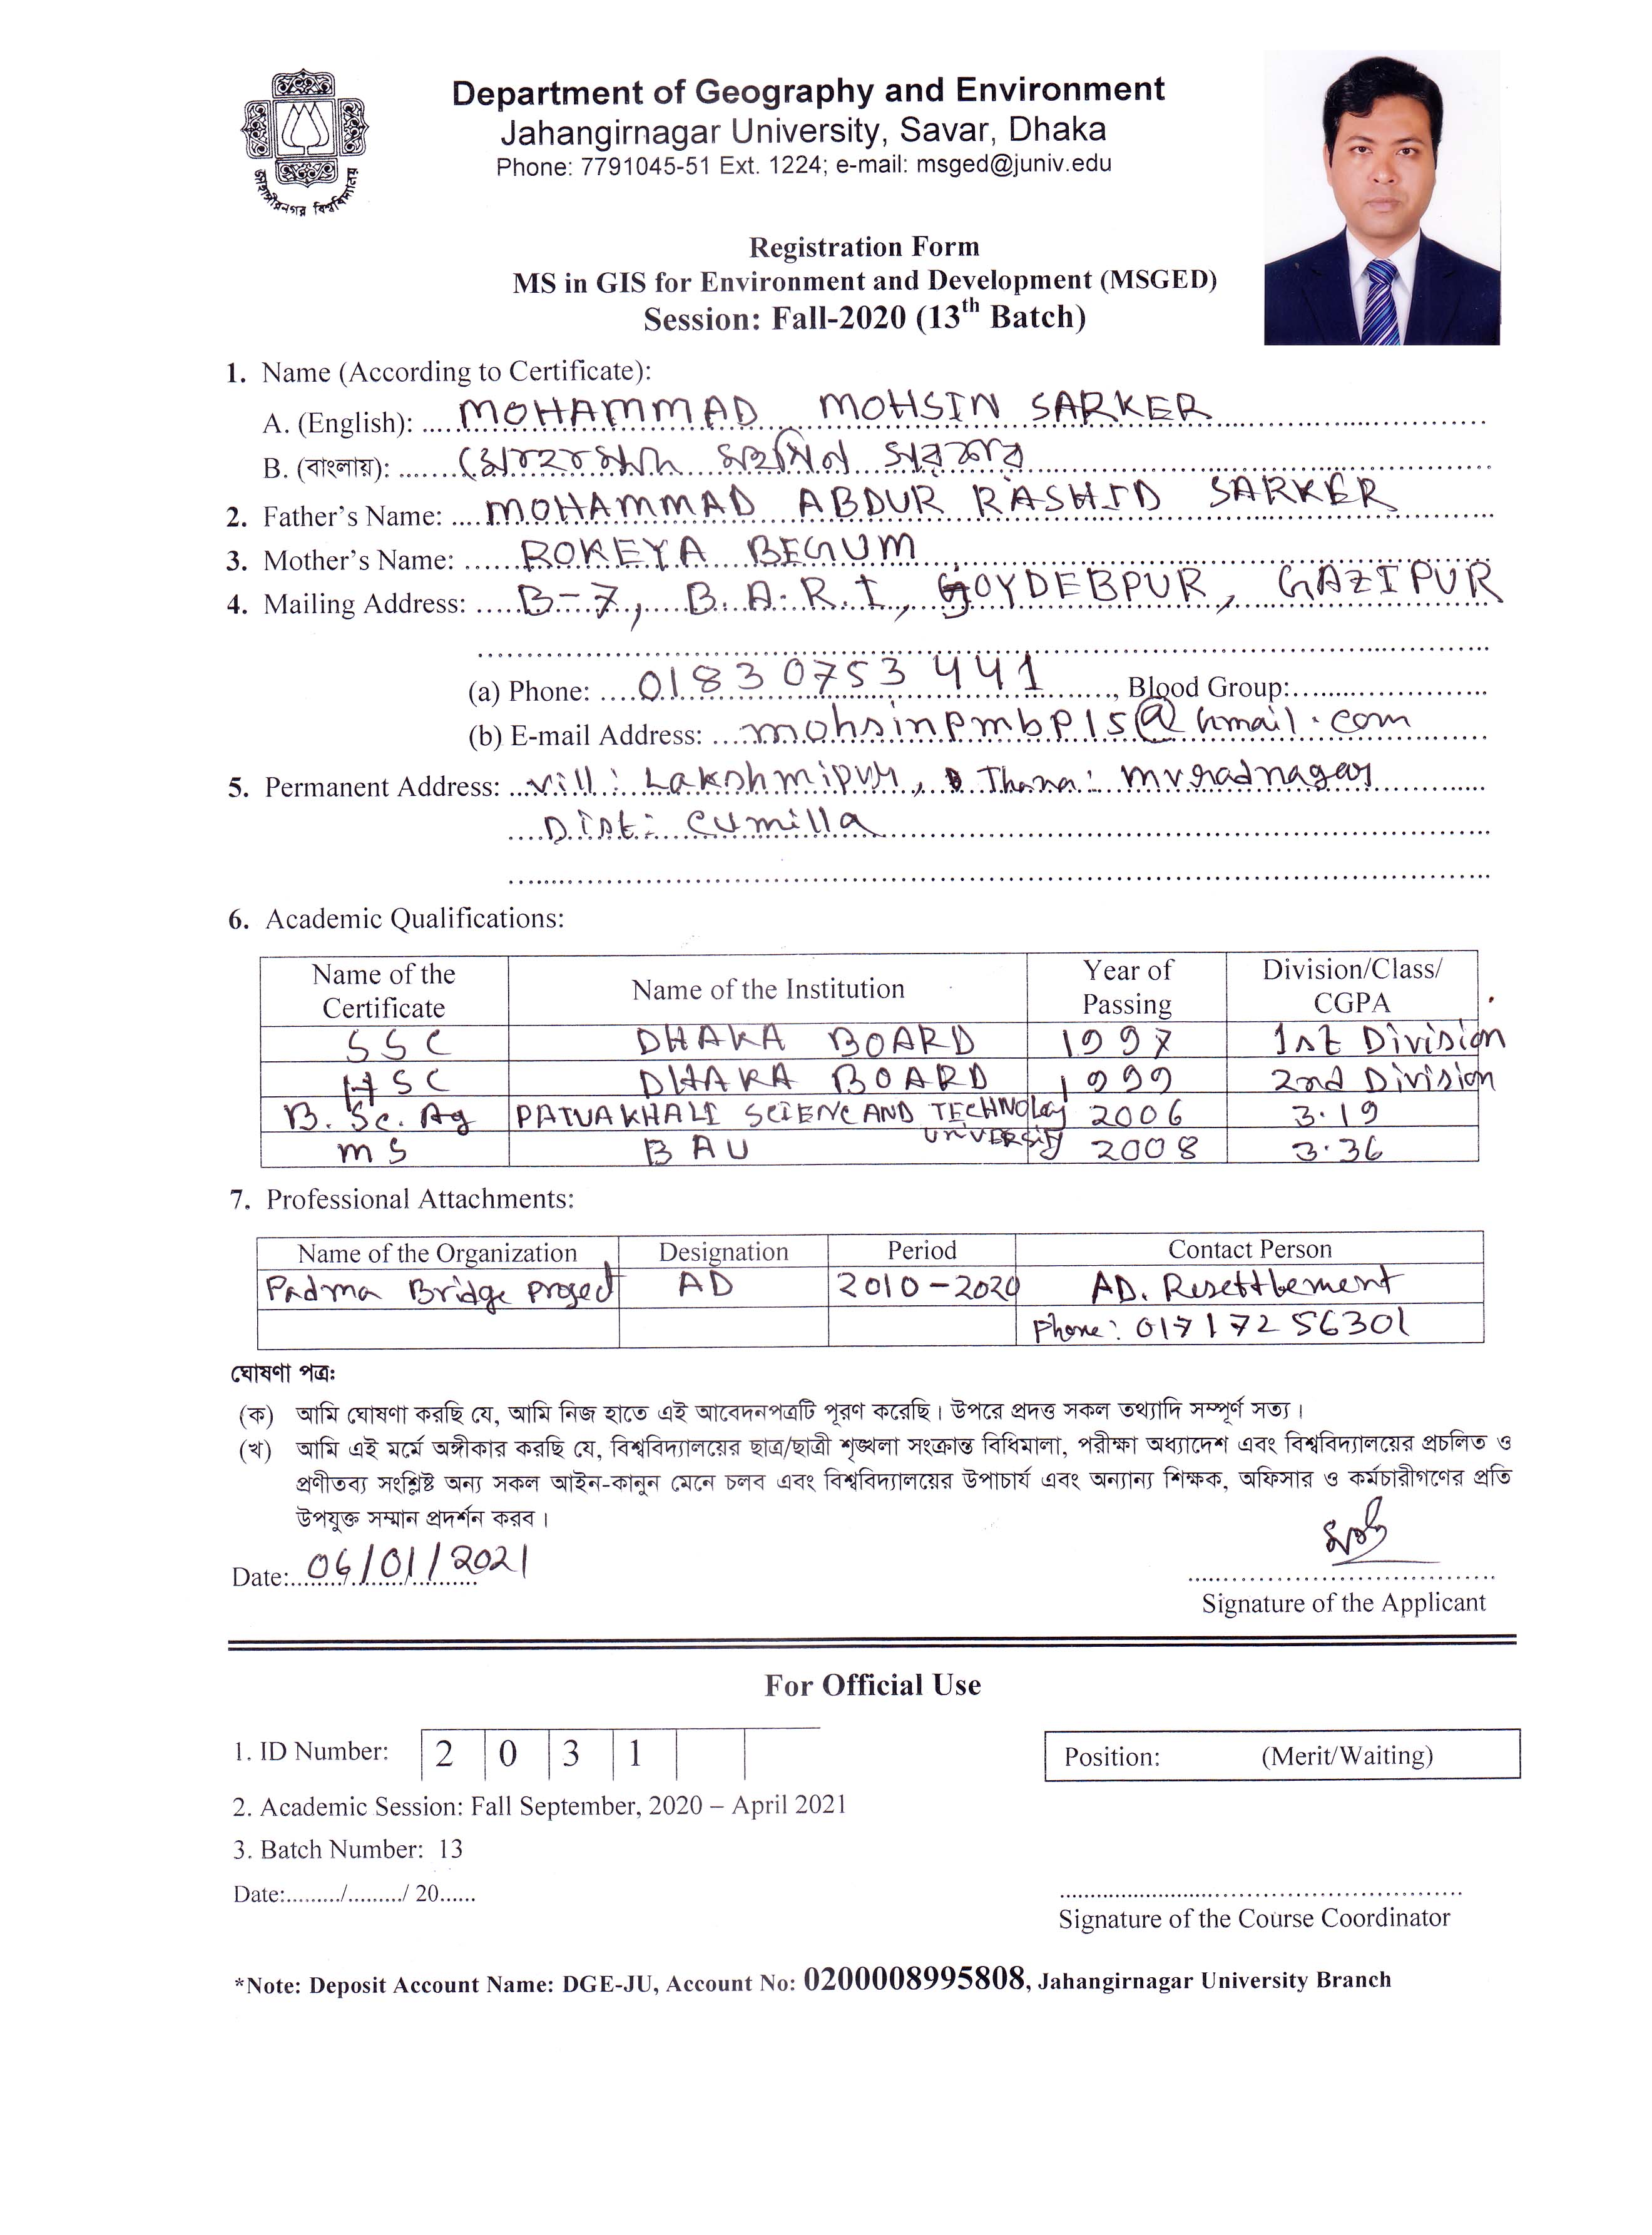 Department of Geography and Environment
Jahangirnagar University, Savar, Dhaka
Phone: 7791045-51 Ext. 1224; e-mail: msged@juniv.edu
জাহাঙ্গীরনগর বিশ্ববিদ্যালয়
Registration Form
MS in GIS for Environment and Development (MSGED)
Session: Fall-2020 (13th Batch)
1. Name (According to Certificate):
A. (English): MOHAMMAD MOHSIN SARKER
B. (বাংলায়): মোহাম্মদ মহসিন সরকার
2. Father's Name: MOHAMMAD ABDUR RASHID SARKER
3. Mother's Name: ROKEYA BEGUM
4. Mailing Address: B-7, B.A.R.I, JOYDEBPUR, GAZIPUR
(a) Phone: 01830753441, Blood Group:
(b) E-mail Address: mohsinpmbp15@Gmail.com
5. Permanent Address: Vill: Lakshmipur, Thana: Muradnagar
Dist: Cumilla
6. Academic Qualifications:
Name of the Certificate Name of the Institution Year of Passing Division/Class/ CGPA
SSC DHAKA BOARD 1997 1st Division
HSC DHAKA BOARD 1999 2nd Division
B. Sc. Ag PATUAKHALI SCIENC AND TECHNOLogy 2006 3.19
UNIVERSITy
MS BAU 2008 3.36
7. Professional Attachments:
Name of the Organization Designation Period Contact Person
Padma Bridge Project AD 2010-2020 AD. Resettlement
Phone: 01717256301
ঘোষণা পত্র:
(ক) আমি ঘোষণা করছি যে, আমি নিজ হাতে এই আবেদনপত্রটি পূরণ করেছি। উপরে প্রদত্ত সকল তথ্যাদি সম্পূর্ণ সত্য।
(খ) আমি এই মর্মে অঙ্গীকার করছি যে, বিশ্ববিদ্যালয়ের ছাত্র/ছাত্রী শৃঙ্খলা সংক্রান্ত বিধিমালা, পরীক্ষা অধ্যাদেশ এবং বিশ্ববিদ্যালয়ের প্রচলিত ও
প্রণীতব্য সংশ্লিষ্ট অন্য সকল আইন-কানুন মেনে চলব এবং বিশ্ববিদ্যালয়ের উপাচার্য এবং অন্যান্য শিক্ষক, অফিসার ও কর্মচারীগণের প্রতি
উপযুক্ত সম্মান প্রদর্শন করব।
Date: 06/01/2021
Signature of the Applicant
For Official Use
1. ID Number: 2 0 3 1
Position: (Merit/Waiting)
2. Academic Session: Fall September, 2020 – April 2021
3. Batch Number: 13
Date:........./........./ 20......
Signature of the Course Coordinator
*Note: Deposit Account Name: DGE-JU, Account No: 0200008995808, Jahangirnagar University Branch